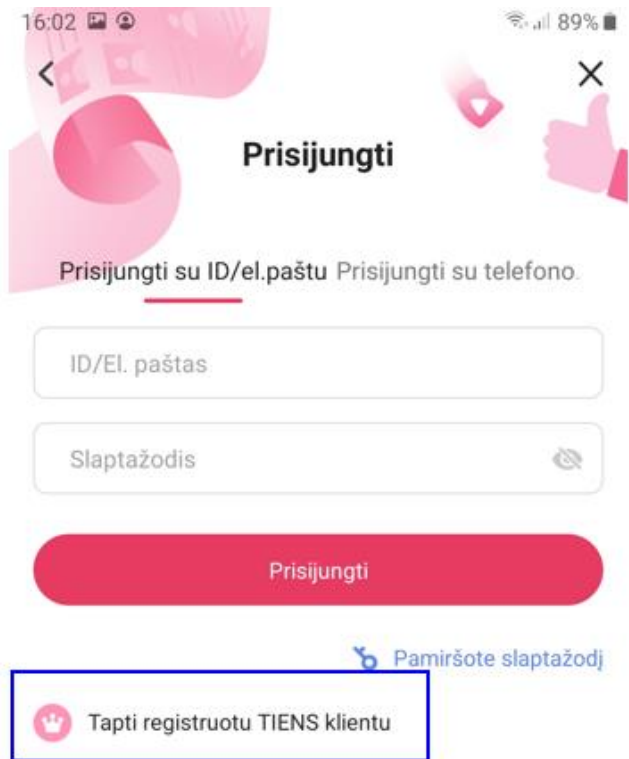 16:02 89%
Prisijungti
Prisijungti su ID/el.paštu Prisijungti su telefono.
ID/El. paštas
Slaptažodis
Prisijungti
Pamiršote slaptažodį
Tapti registruotu TIENS klientu